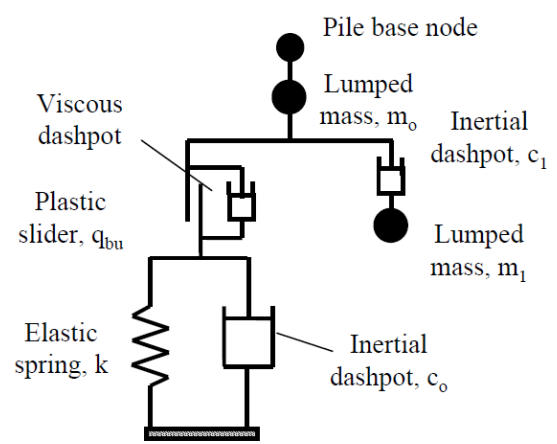 Pile base node
Lumped
mass, mo
Viscous
dashpot
Inertial
dashpot, c1
Plastic
slider, qbu
Lumped
mass, m1
Elastic
spring, k
Inertial
dashpot, co